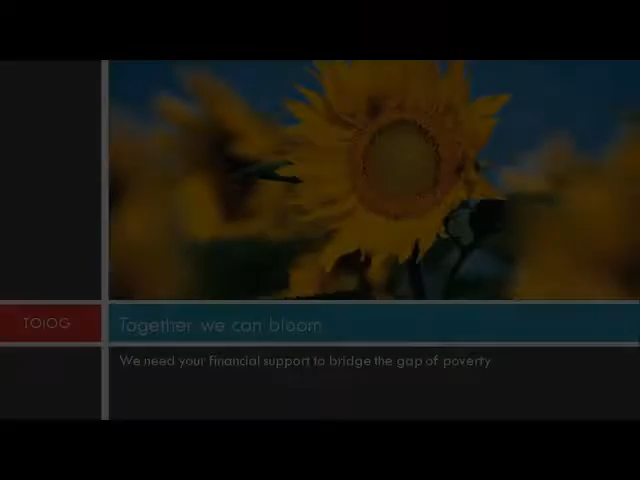 TOIOG
Together we can bloom
We need your financial support to bridge the gap of poverty